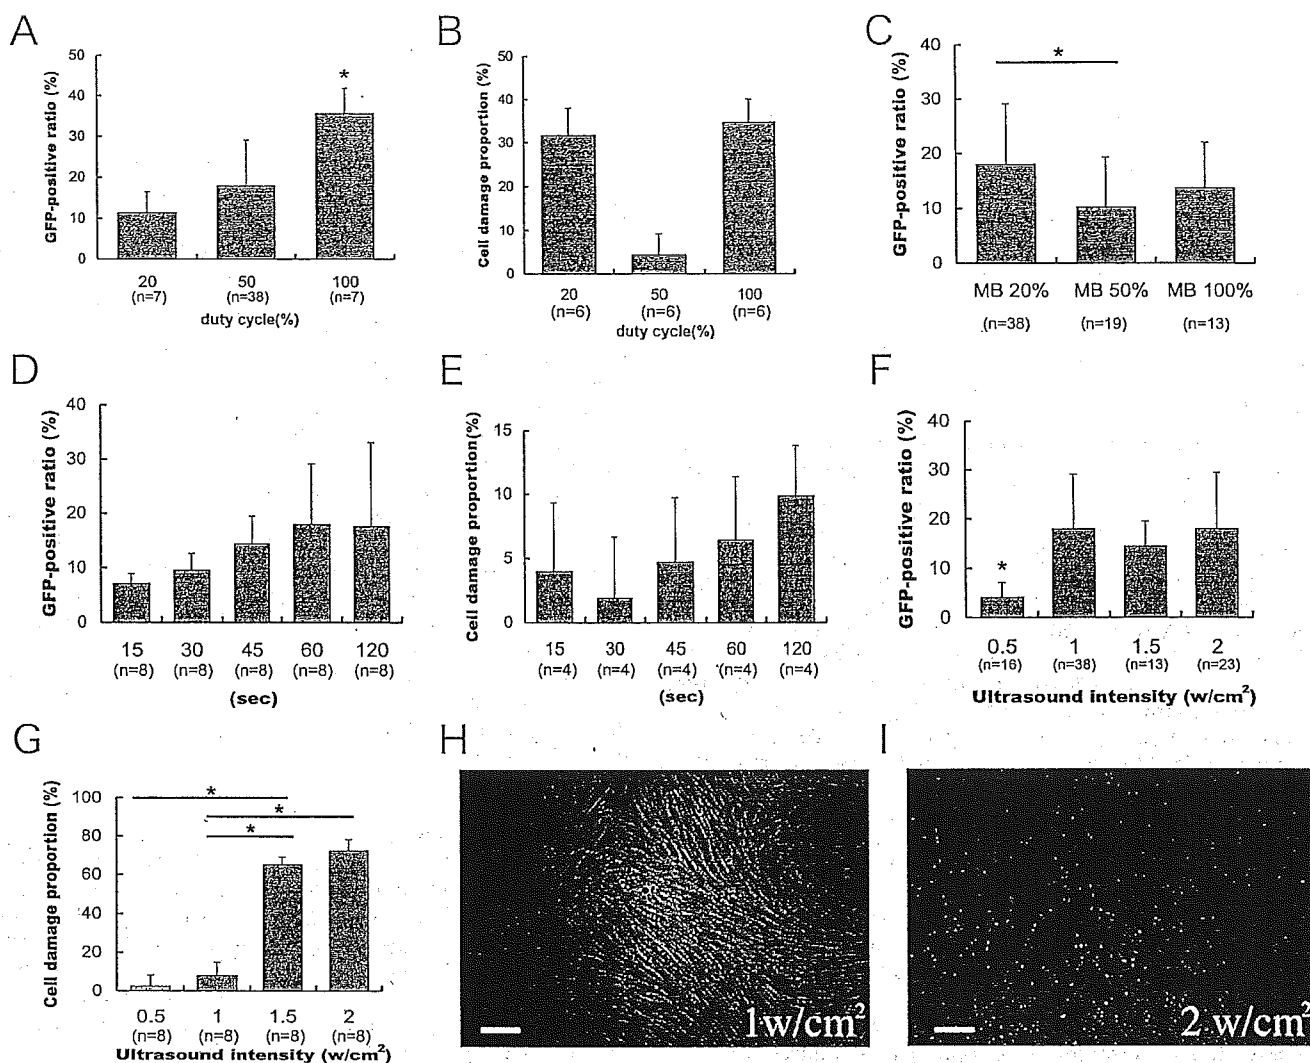 A
GFP-positive ratio (%)
50
40
30
20
10
0
*
20 50 100
(n=7) (n=38) (n=7)
duty cycle(%)
B
Cell damage proportion (%)
50
40
30
20
10
0
20 50 100
(n=6) (n=6) (n=6)
duty cycle(%)
C
GFP-positive ratio (%)
40
30
20
10
0
*
MB 20% MB 50% MB 100%
(n=38) (n=19) (n=13)
D
GFP-positive ratio (%)
40
30
20
10
0
15 30 45 60 120
(n=8) (n=8) (n=8) (n=8) (n=8)
(sec)
E
Cell damage proportion(%)
15
10
5
0
15 30 45 60 120
(n=4) (n=4) (n=4) (n=4) (n=4)
(sec)
F
GFP-positive ratio (%)
40
30
20
10
0
*
0.5 1 1.5 2
(n=16) (n=38) (n=13) (n=23)
Ultrasound intensity (w/cm²)
G
Cell damage proportion (%)
100
80
60
40
20
0
*
*
*
0.5 1 1.5 2
(n=8) (n=8) (n=8) (n=8)
Ultrasound intensity (w/cm²)
H
1w/cm²
I
2 w/cm²